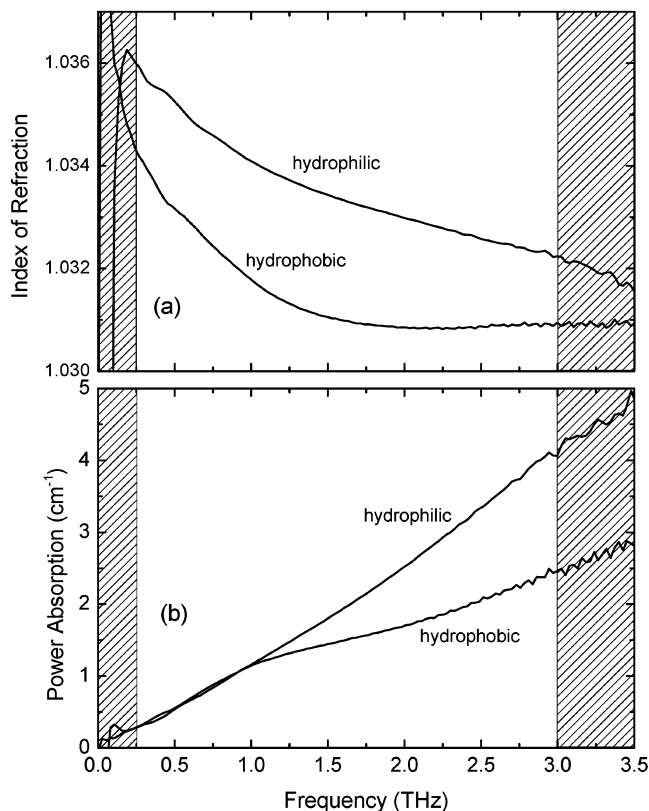 1.036
1.034
1.032
1.030
Index of Refraction
hydrophilic
hydrophobic
(a)
5
4
3
2
1
0
Power Absorption (cm⁻¹)
hydrophilic
hydrophobic
(b)
0.0 0.5 1.0 1.5 2.0 2.5 3.0 3.5
Frequency (THz)